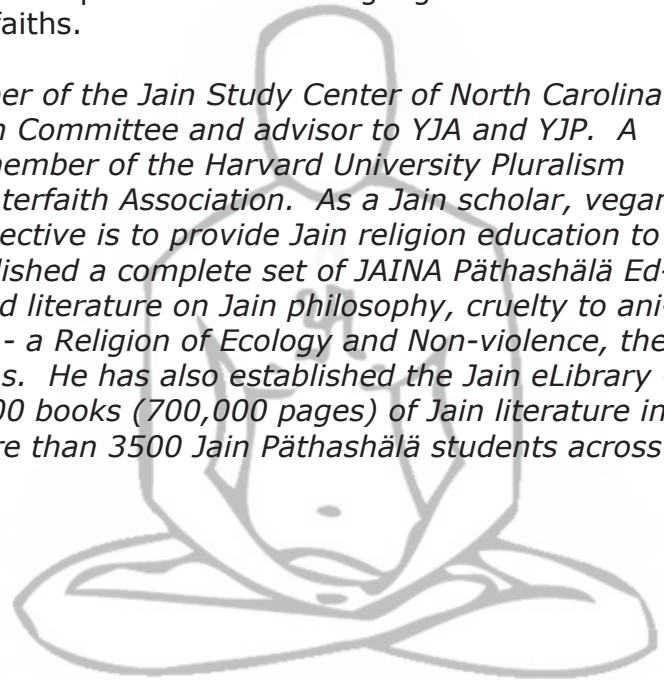 faiths.
ber of the Jain Study Center of North Carolina
n Committee and advisor to YJA and YJP. A
member of the Harvard University Pluralism
terfaith Association. As a Jain scholar, vegan
ective is to provide Jain religion education to
lished a complete set of JAINA Päthashälä Ed-
d literature on Jain philosophy, cruelty to ani-
- a Religion of Ecology and Non-violence, the
s. He has also established the Jain eLibrary
00 books (700,000 pages) of Jain literature in
re than 3500 Jain Päthashälä students across